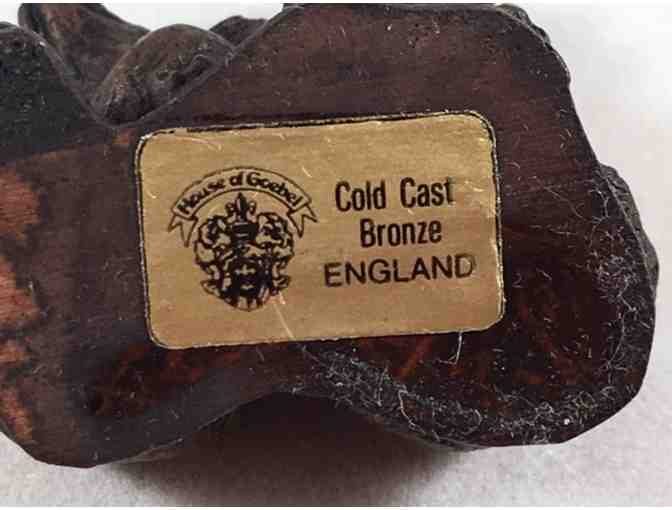 House of Goebel
Cold Cast
Bronze
ENGLAND